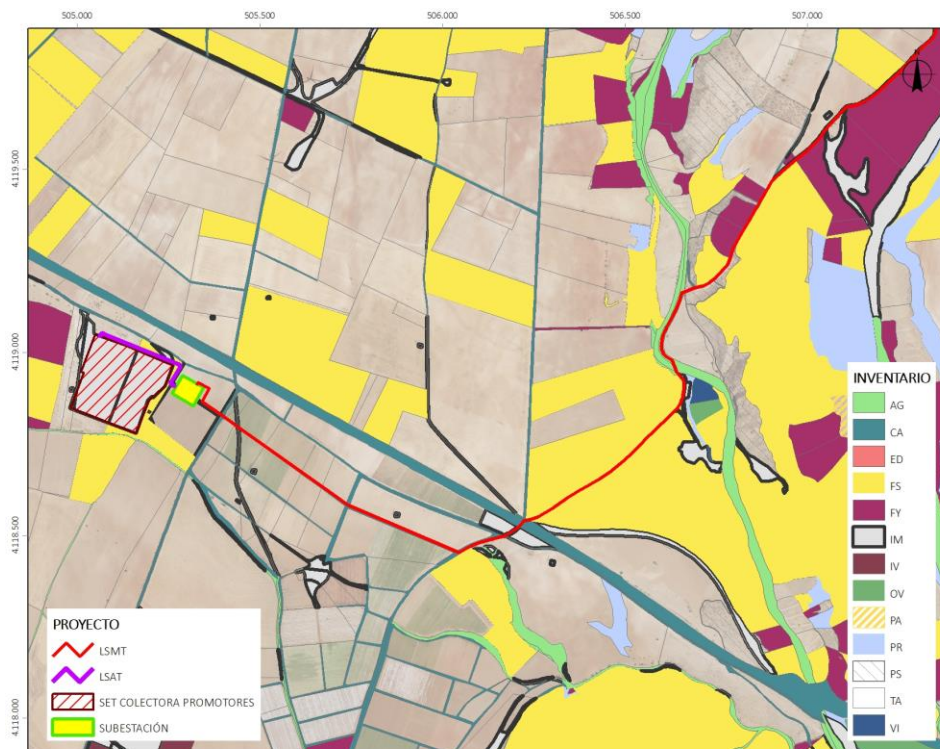 505.000 505.500 506.000 506.500 507.000
N
4.119.500
4.119.000
4.118.500
4.118.000
INVENTARIO
AG
CA
ED
FS
FY
IM
IV
OV
PA
PR
PS
TA
VI
PROYECTO
LSMT
LSAT
SET COLECTORA PROMOTORES
SUBESTACIÓN